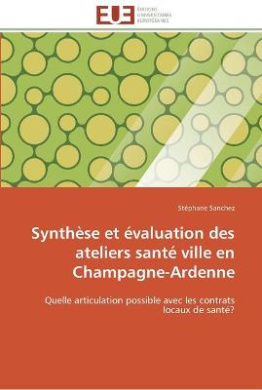 EUE
ÉDITIONS
UNIVERSITAIRES
EUROPÉENNES
Stéphane Sanchez
Synthèse et évaluation des
ateliers santé ville en
Champagne-Ardenne
Quelle articulation possible avec les contrats
locaux de santé?